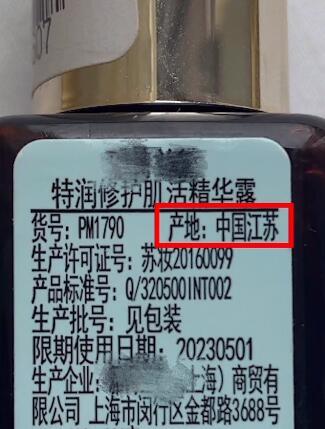 07
特润修护肌活精华露
货号：PM1790 产地：中国江苏
生产许可证号：苏妆20160099
产品标准号：Q/320500INT002
生产批号：见包装
限期使用日期：20230501
生产企业： 上海）商贸有
限公司 上海市闵行区金都路3688号